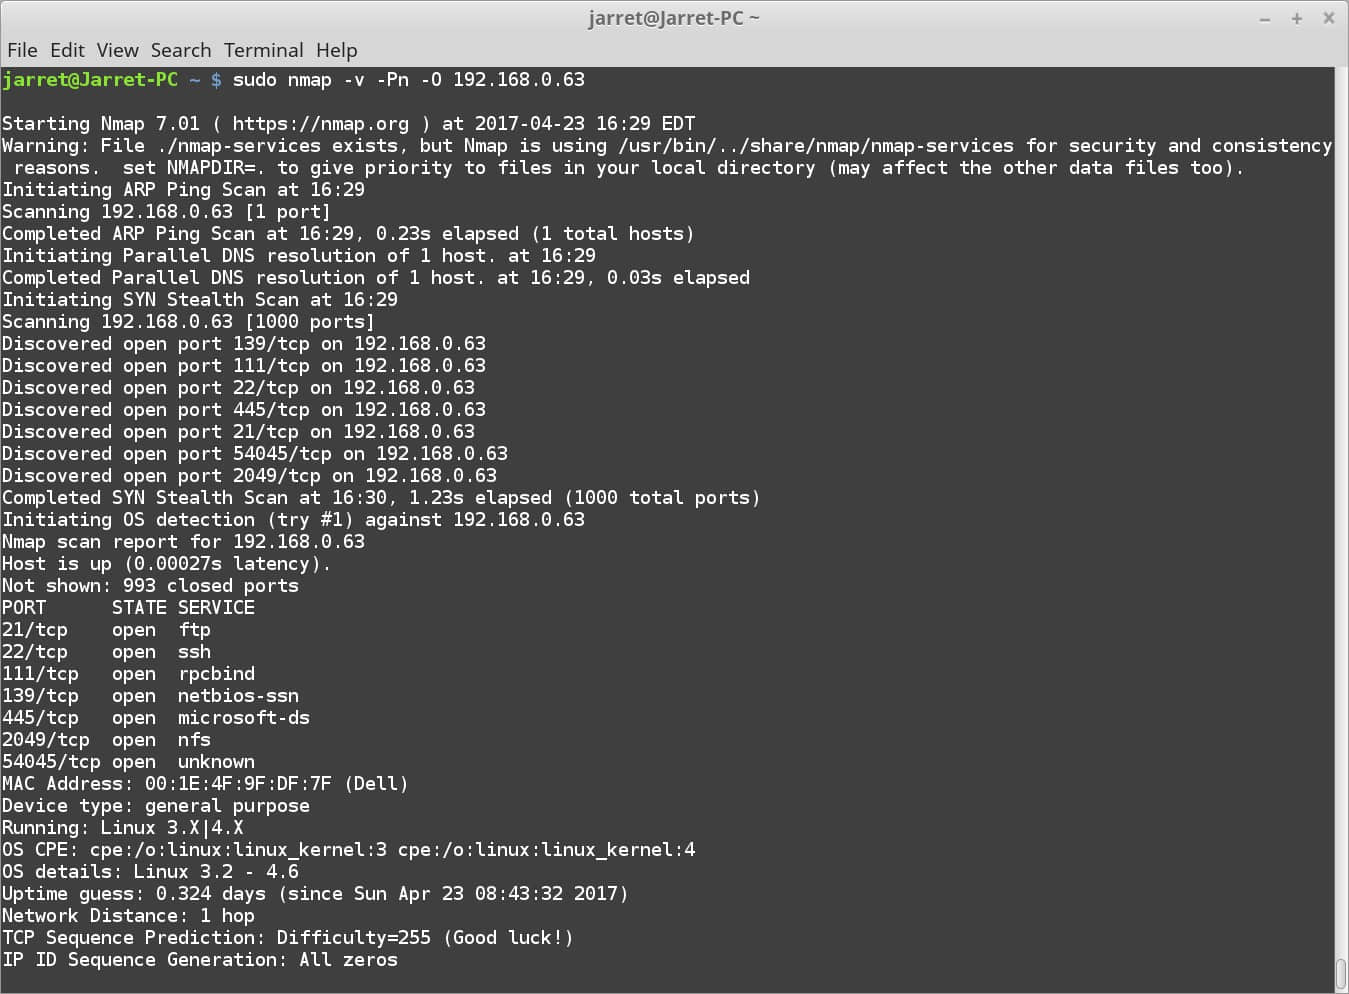 jarret@Jarret-PC ~
File Edit View Search Terminal Help
jarret@Jarret-PC ~ $ sudo nmap -v -Pn -O 192.168.0.63
Starting Nmap 7.01 ( https://nmap.org ) at 2017-04-23 16:29 EDT
Warning: File ./nmap-services exists, but Nmap is using /usr/bin/../share/nmap/nmap-services for security and consistency
 reasons.  set NMAPDIR=. to give priority to files in your local directory (may affect the other data files too).
Initiating ARP Ping Scan at 16:29
Scanning 192.168.0.63 [1 port]
Completed ARP Ping Scan at 16:29, 0.23s elapsed (1 total hosts)
Initiating Parallel DNS resolution of 1 host. at 16:29
Completed Parallel DNS resolution of 1 host. at 16:29, 0.03s elapsed
Initiating SYN Stealth Scan at 16:29
Scanning 192.168.0.63 [1000 ports]
Discovered open port 139/tcp on 192.168.0.63
Discovered open port 111/tcp on 192.168.0.63
Discovered open port 22/tcp on 192.168.0.63
Discovered open port 445/tcp on 192.168.0.63
Discovered open port 21/tcp on 192.168.0.63
Discovered open port 54045/tcp on 192.168.0.63
Discovered open port 2049/tcp on 192.168.0.63
Completed SYN Stealth Scan at 16:30, 1.23s elapsed (1000 total ports)
Initiating OS detection (try #1) against 192.168.0.63
Nmap scan report for 192.168.0.63
Host is up (0.00027s latency).
Not shown: 993 closed ports
PORT      STATE SERVICE
21/tcp    open  ftp
22/tcp    open  ssh
111/tcp   open  rpcbind
139/tcp   open  netbios-ssn
445/tcp   open  microsoft-ds
2049/tcp  open  nfs
54045/tcp open  unknown
MAC Address: 00:1E:4F:9F:DF:7F (Dell)
Device type: general purpose
Running: Linux 3.X|4.X
OS CPE: cpe:/o:linux:linux_kernel:3 cpe:/o:linux:linux_kernel:4
OS details: Linux 3.2 - 4.6
Uptime guess: 0.324 days (since Sun Apr 23 08:43:32 2017)
Network Distance: 1 hop
TCP Sequence Prediction: Difficulty=255 (Good luck!)
IP ID Sequence Generation: All zeros